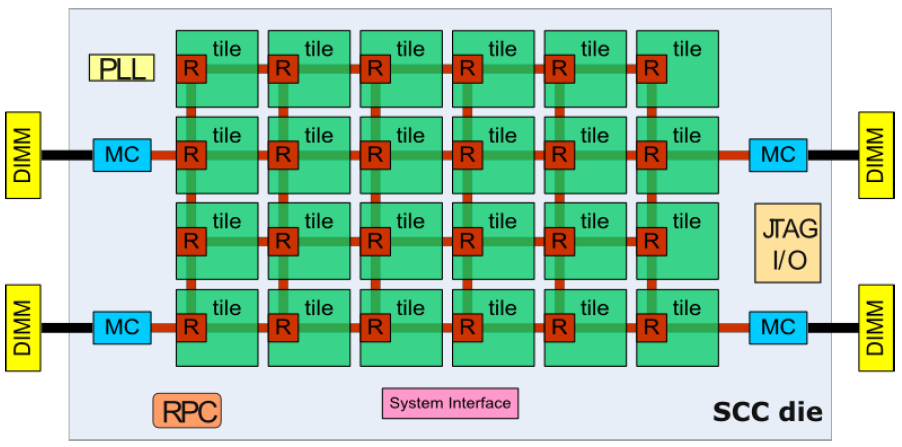 tile tile tile tile tile tile
PLL R R R R R R
tile tile tile tile tile tile
DIMM MC R R R R R R MC DIMM
tile tile tile tile tile tile
R R R R R R JTAG
I/O
tile tile tile tile tile tile
DIMM MC R R R R R R MC DIMM
RPC System Interface SCC die